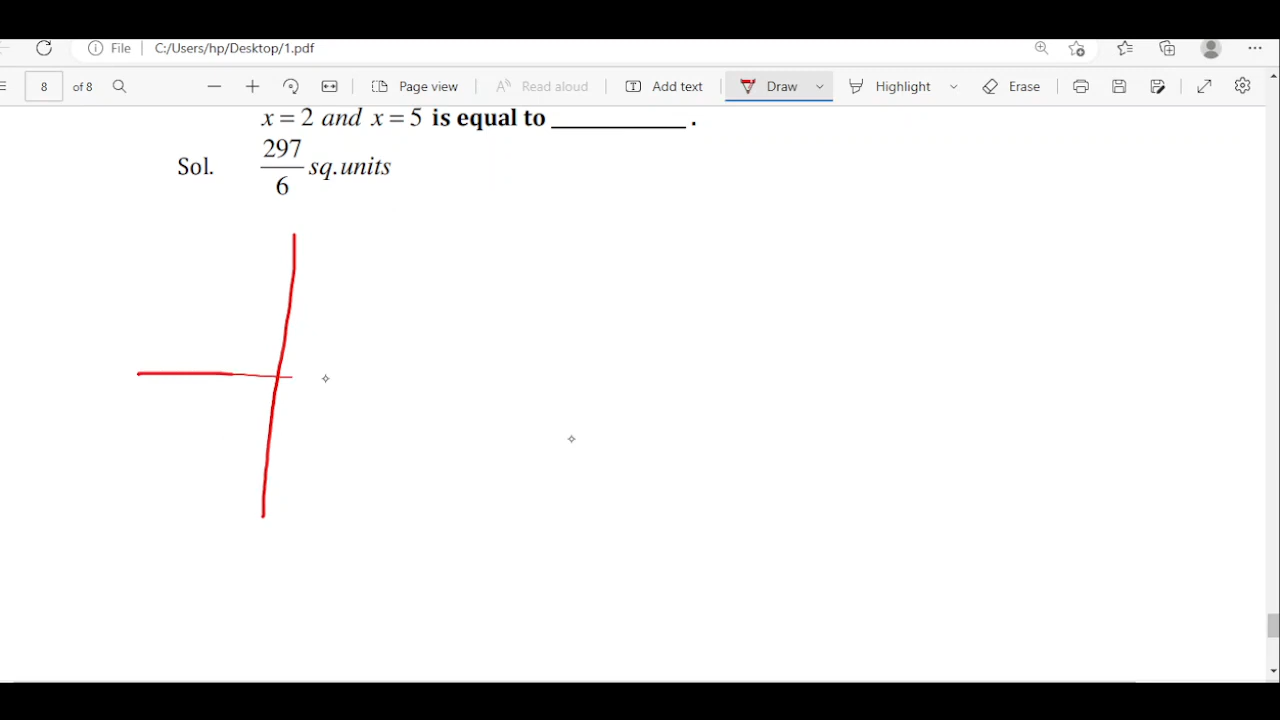 File C:/Users/hp/Desktop/1.pdf
8 of 8 Page view Read aloud Add text Draw Highlight Erase
x = 2 and x = 5 is equal to ____________ .
Sol. 297/6 sq.units